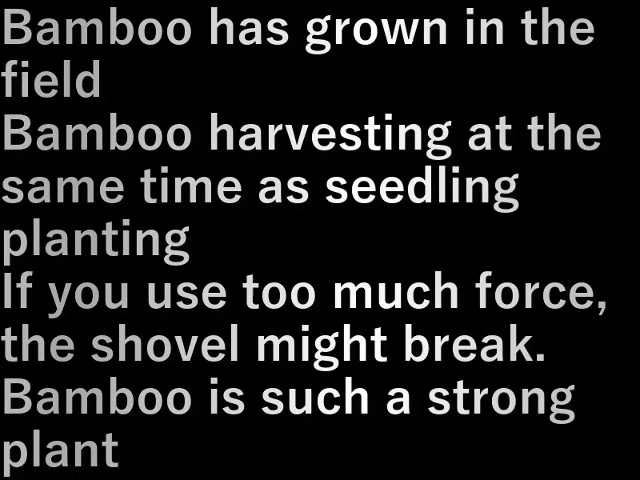 Bamboo has grown in the
field
Bamboo harvesting at the
same time as seedling
planting
If you use too much force,
the shovel might break.
Bamboo is such a strong
plant